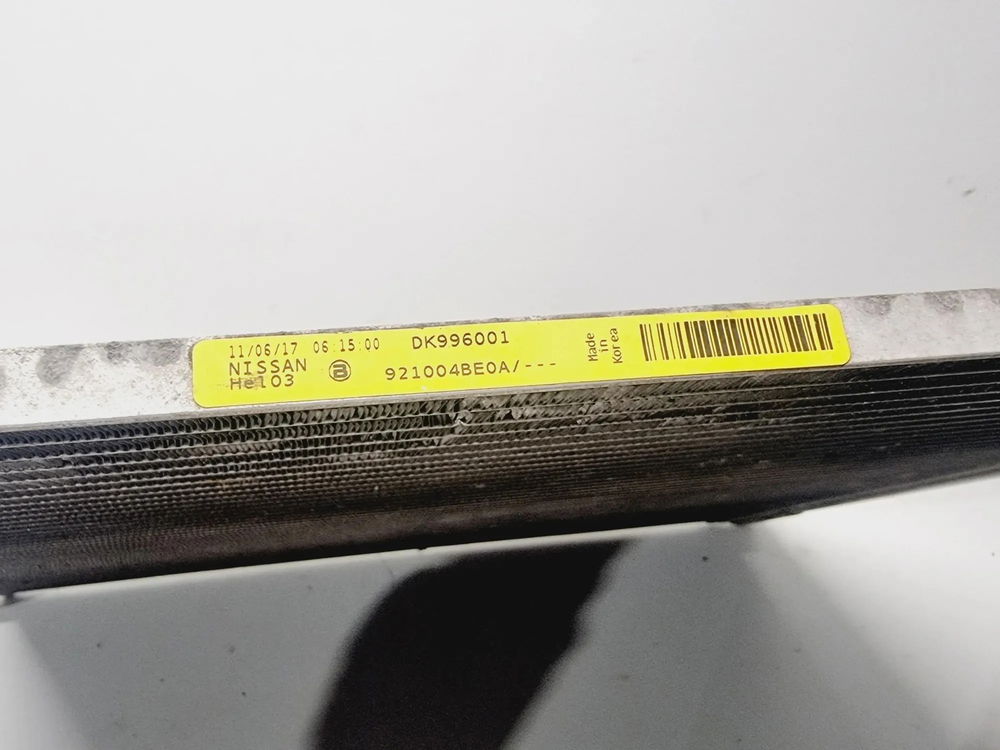 11/06/17 06:15:00 DK996001
NISSAN
He103
921004BE0A/---
Made
in
Korea